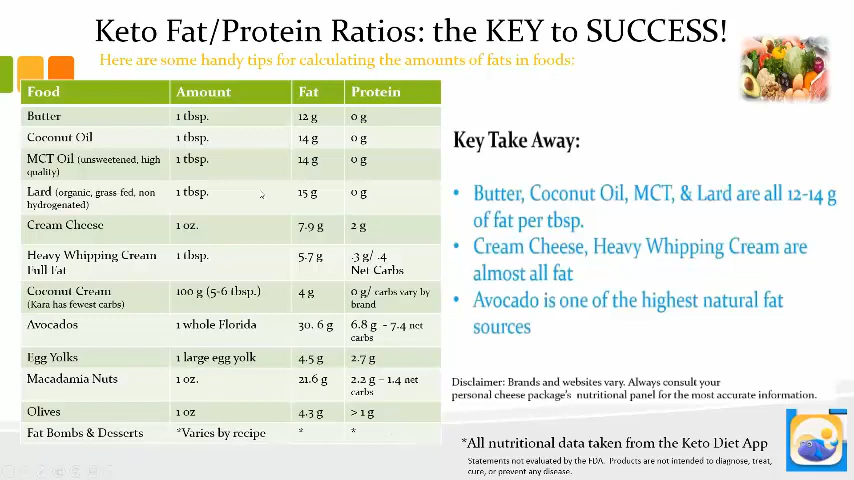 Keto Fat/Protein Ratios: the KEY to SUCCESS!
Here are some handy tips for calculating the amounts of fats in foods:
Food Amount Fat Protein
Butter 1 tbsp. 12 g 0 g
Coconut Oil 1 tbsp. 14 g 0 g
MCT Oil (unsweetened, high 1 tbsp. 14 g 0 g
quality)
Lard (organic, grass fed, non 1 tbsp. 15 g 0 g
hydrogenated)
Cream Cheese 1 oz. 7.9 g 2 g
Heavy Whipping Cream 1 tbsp. 5.7 g .3 g/ .4
Full Fat Net Carbs
Coconut Cream 100 g (5-6 tbsp.) 4 g 0 g/ carbs vary by
(Kara has fewest carbs) brand
Avocados 1 whole Florida 30. 6 g 6.8 g - 7.4 net
carbs
Egg Yolks 1 large egg yolk 4.5 g 2.7 g
Macadamia Nuts 1 oz. 21.6 g 2.2 g – 1.4 net
carbs
Olives 1 oz 4.3 g > 1 g
Fat Bombs & Desserts *Varies by recipe * *
Key Take Away:
• Butter, Coconut Oil, MCT, & Lard are all 12-14 g
of fat per tbsp.
• Cream Cheese, Heavy Whipping Cream are
almost all fat
• Avocado is one of the highest natural fat
sources
Disclaimer: Brands and websites vary. Always consult your
personal cheese package's nutritional panel for the most accurate information.
*All nutritional data taken from the Keto Diet App
Statements not evaluated by the FDA. Products are not intended to diagnose, treat,
cure, or prevent any disease.